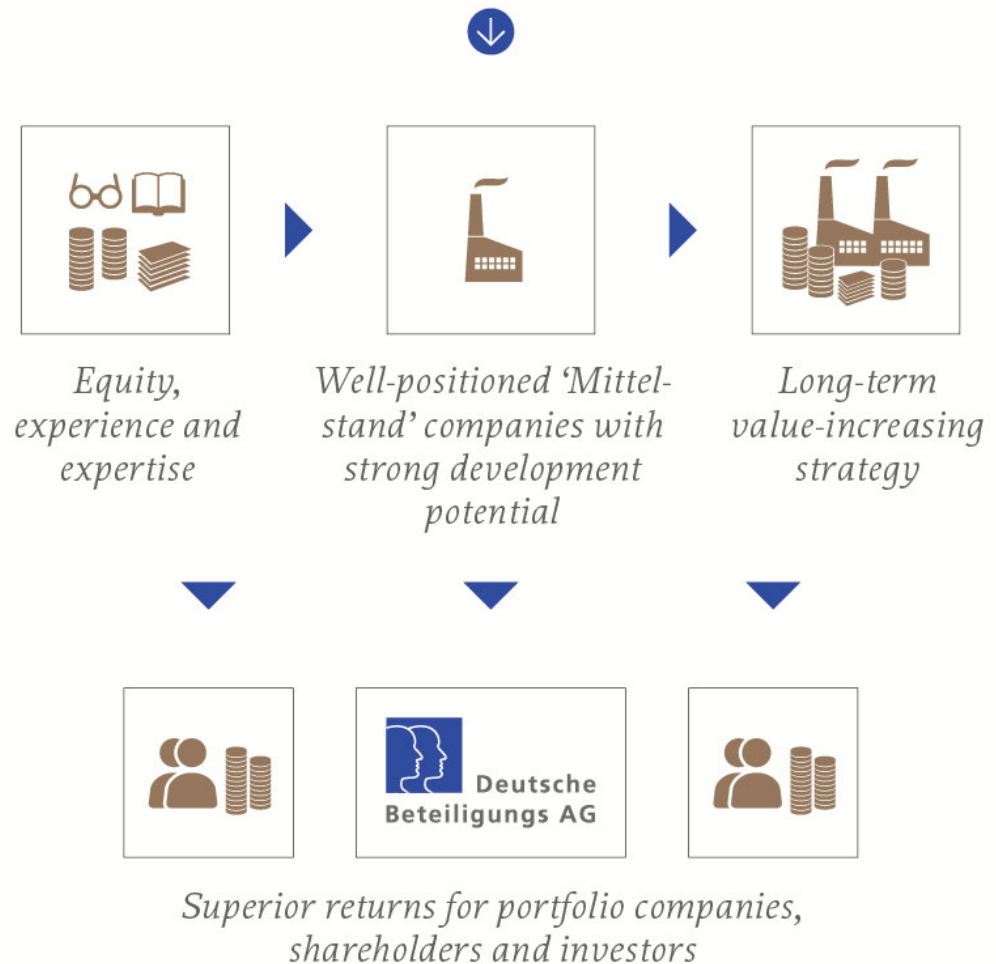 Equity,
experience and
expertise
Well-positioned ‘Mittel-
stand’ companies with
strong development
potential
Long-term
value-increasing
strategy
Deutsche
Beteiligungs AG
Superior returns for portfolio companies,
shareholders and investors